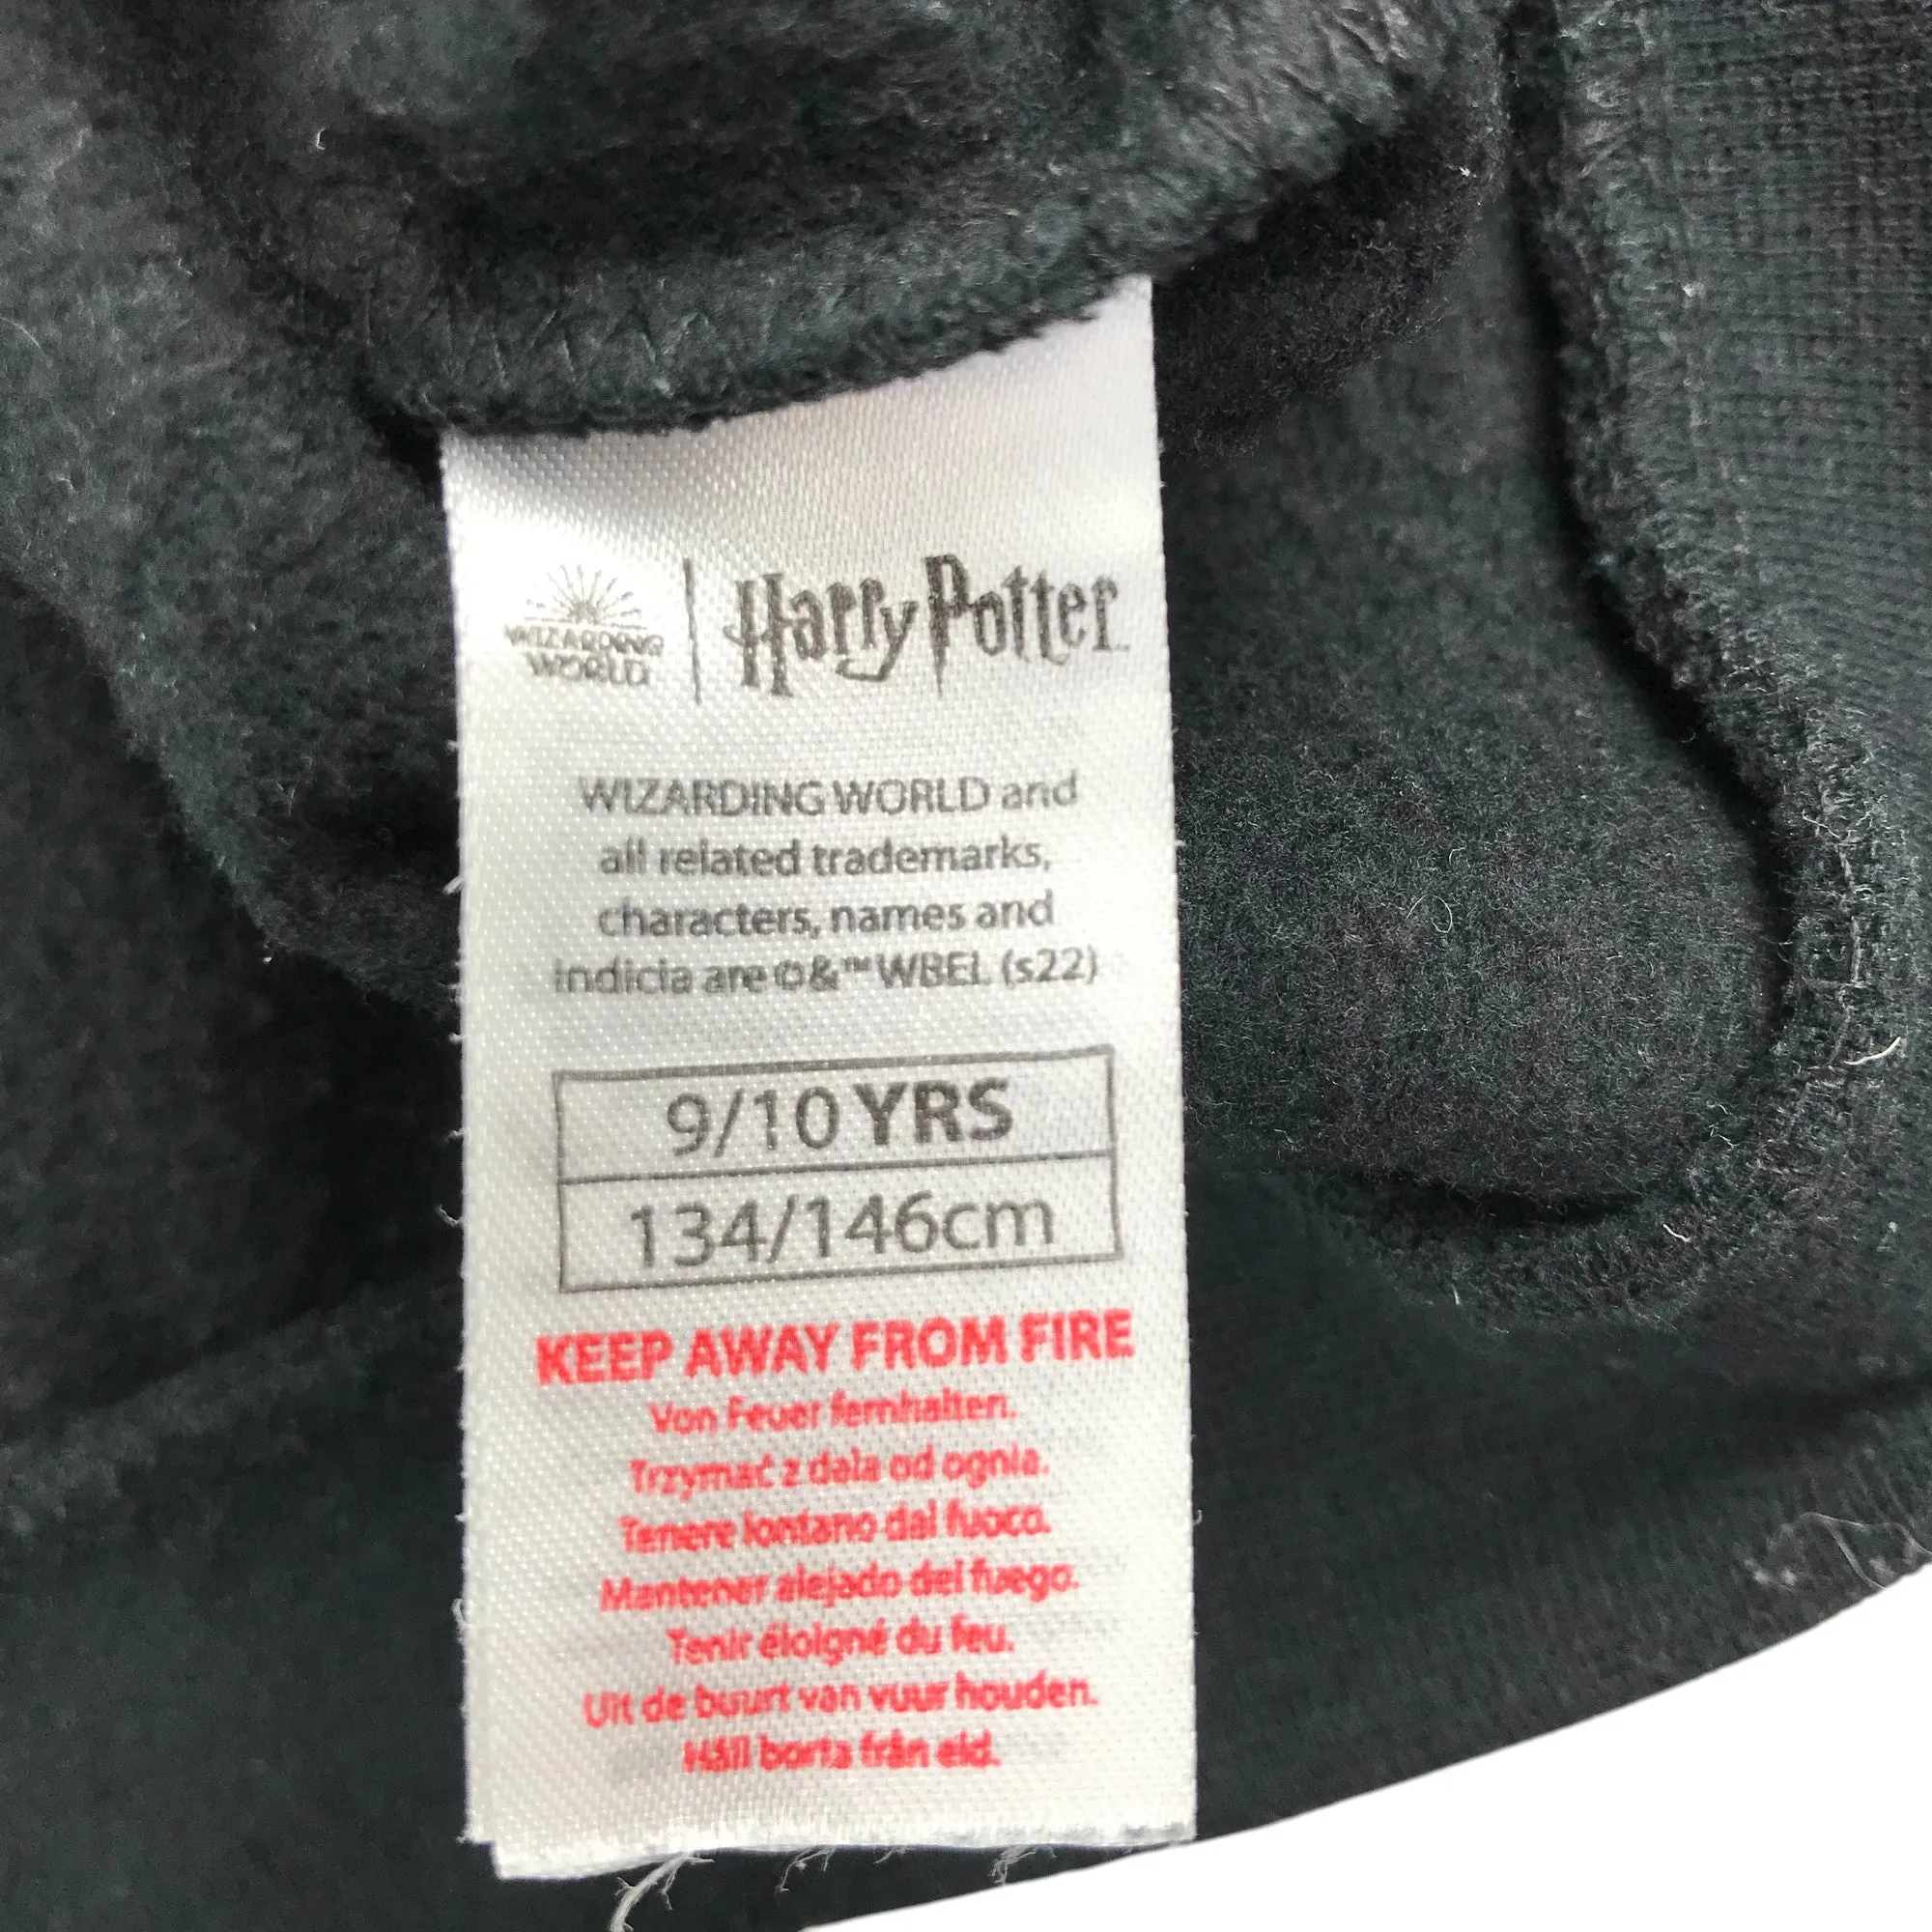 WIZARDING
WORLD
Harry Potter
WIZARDING WORLD and
all related trademarks,
characters, names and
indicia are © & ™ WBEI. (s22)
9/10 YRS
134/146cm
KEEP AWAY FROM FIRE
Von Feuer fernhalten.
Trzymać z dala od ognia.
Tenere lontano dal fuoco.
Mantener alejado del fuego.
Tenir éloigné du feu.
Uit de buurt van vuur houden.
Håll borta från eld.